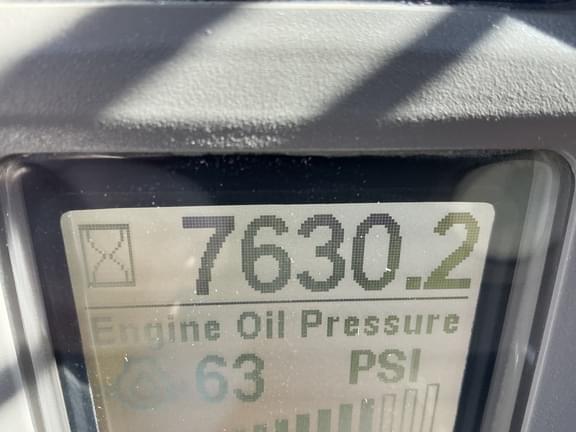 7630.2
Engine Oil Pressure
63 PSI